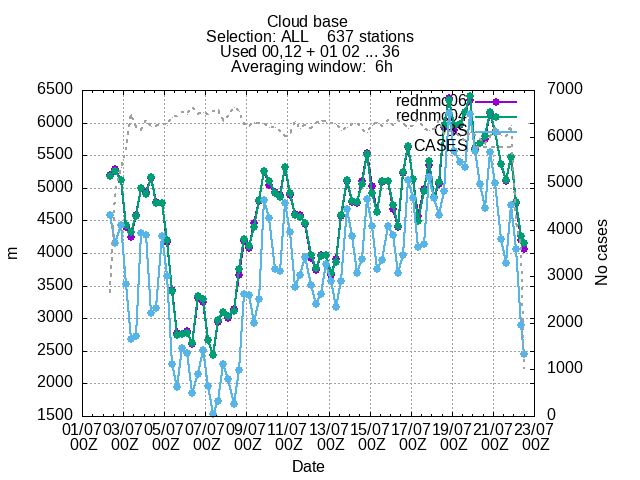 Cloud base
Selection: ALL    637 stations
Used 00,12 + 01 02 ... 36
Averaging window:  6h
6500
6000
5500
5000
4500
4000
3500
3000
2500
2000
1500
m
7000
6000
5000
4000
3000
2000
1000
0
No cases
rednmc06
rednmc04
OBS
CASES
01/07 03/07 05/07 07/07 09/07 11/07 13/07 15/07 17/07 19/07 21/07 23/07
00Z 00Z 00Z 00Z 00Z 00Z 00Z 00Z 00Z 00Z 00Z 00Z
Date